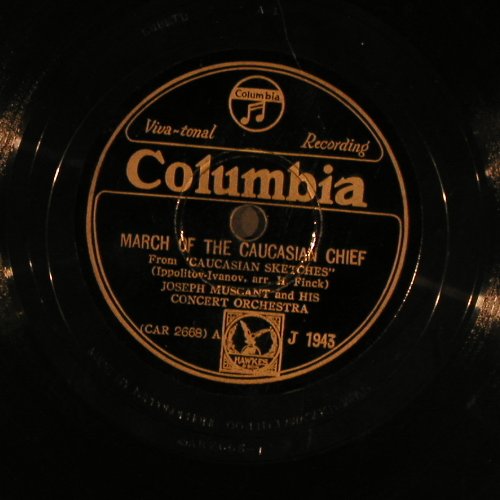 Columbia
Viva-tonal Recording
Columbia
MARCH OF THE CAUCASIAN CHIEF
From "CAUCASIAN SKETCHES"
(Ippolitov-Ivanov, arr. H. Finck)
JOSEPH MUSCANT and HIS
CONCERT ORCHESTRA
(CAR 2668) A J 1943
HAWKES